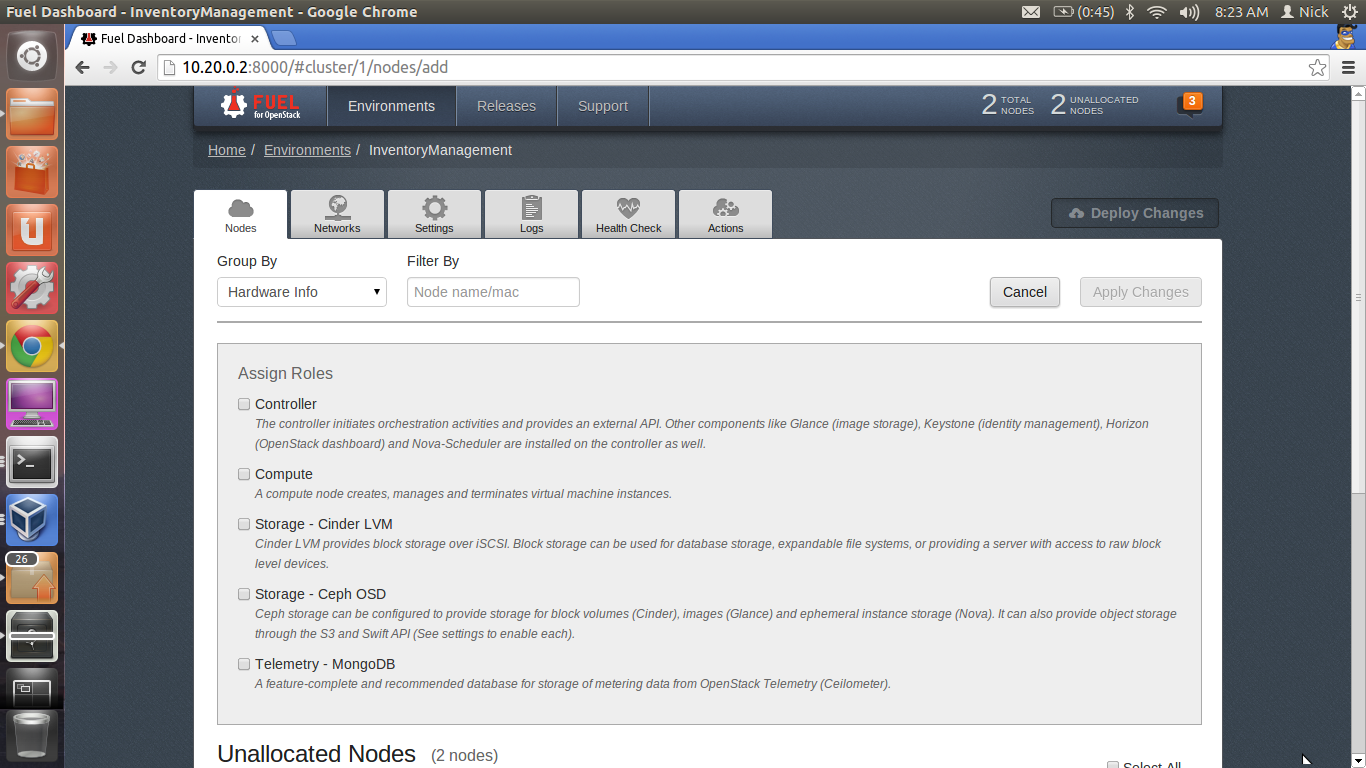 Fuel Dashboard - InventoryManagement - Google Chrome
(0:45) 8:23 AM Nick
Fuel Dashboard - Inventor
10.20.0.2:8000/#cluster/1/nodes/add
FUEL
for OpenStack
Environments Releases Support
2 TOTAL NODES 2 UNALLOCATED NODES 3
Home / Environments / InventoryManagement
Nodes Networks Settings Logs Health Check Actions
Deploy Changes
Group By Filter By
Hardware Info Node name/mac Cancel Apply Changes
Assign Roles
Controller
The controller initiates orchestration activities and provides an external API. Other components like Glance (image storage), Keystone (identity management), Horizon
(OpenStack dashboard) and Nova-Scheduler are installed on the controller as well.
Compute
A compute node creates, manages and terminates virtual machine instances.
Storage - Cinder LVM
Cinder LVM provides block storage over iSCSI. Block storage can be used for database storage, expandable file systems, or providing a server with access to raw block
level devices.
Storage - Ceph OSD
Ceph storage can be configured to provide storage for block volumes (Cinder), images (Glance) and ephemeral instance storage (Nova). It can also provide object storage
through the S3 and Swift API (See settings to enable each).
Telemetry - MongoDB
A feature-complete and recommended database for storage of metering data from OpenStack Telemetry (Ceilometer).
Unallocated Nodes (2 nodes)
Select All
26